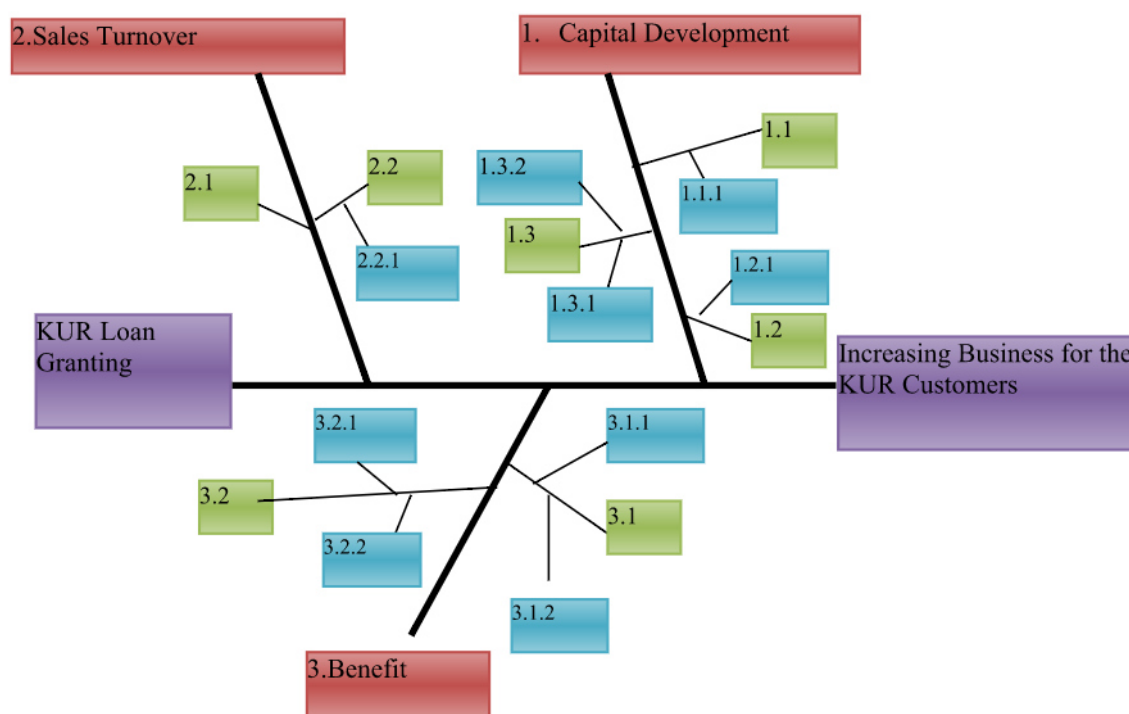 2.Sales Turnover
1. Capital Development
1.1
2.2
1.3.2
2.1
1.1.1
1.3
2.2.1
1.2.1
1.3.1
1.2
KUR Loan
Granting
Increasing Business for the
KUR Customers
3.2.1
3.1.1
3.2
3.1
3.2.2
3.1.2
3.Benefit